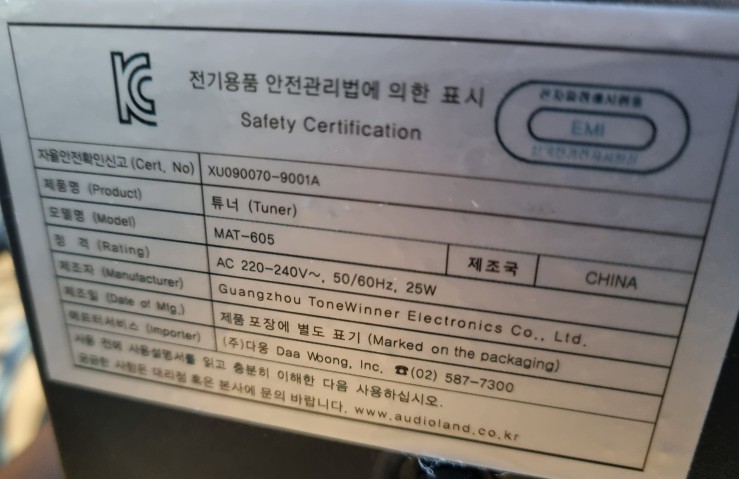 KC
전기용품 안전관리법에 의한 표시
Safety Certification
EMI
자율안전확인신고 (Cert. No) XU090070-9001A
제품명 (Product) 튜너 (Tuner)
모델명 (Model) MAT-605 제조국 CHINA
정 격 (Rating) AC 220-240V~, 50/60Hz, 25W
제조자 (Manufacturer) Guangzhou ToneWinner Electronics Co., Ltd.
제조일 (Date of Mfg.) 제품 포장에 별도 표기 (Marked on the packaging)
애프터서비스 (Importer) (주)다웅 Daa Woong, Inc. ☎(02) 587-7300
사용 전에 사용설명서를 읽고 충분히 이해한 다음 사용하십시오.
궁금한 사항은 대리점 혹은 본사에 문의 바랍니다. www.audioland.co.kr